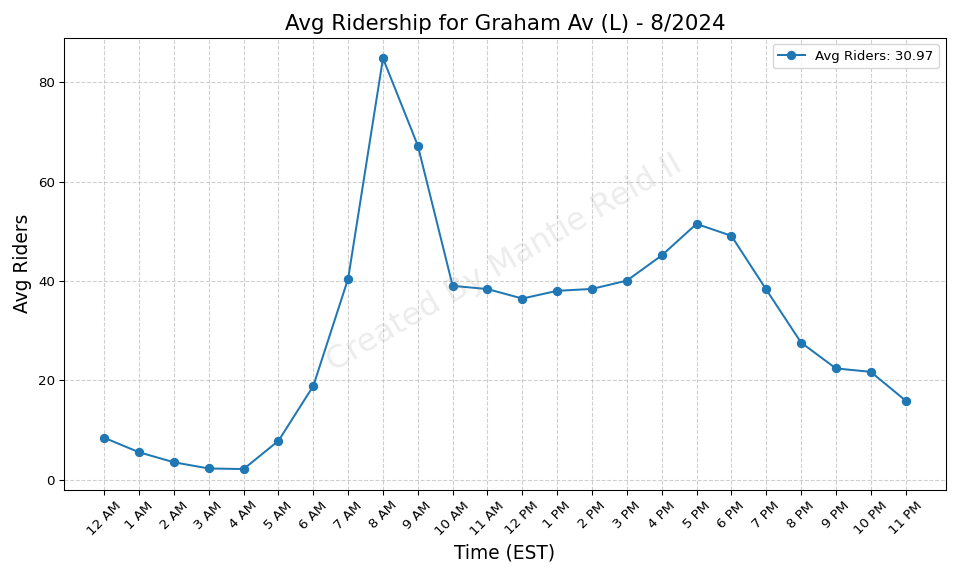 Avg Ridership for Graham Av (L) - 8/2024
Avg Riders: 30.97
Avg Riders
80
60
40
20
0
Created By Mantie Reid II
12 AM
1 AM
2 AM
3 AM
4 AM
5 AM
6 AM
7 AM
8 AM
9 AM
10 AM
11 AM
12 PM
1 PM
2 PM
3 PM
4 PM
5 PM
6 PM
7 PM
8 PM
9 PM
10 PM
11 PM
Time (EST)